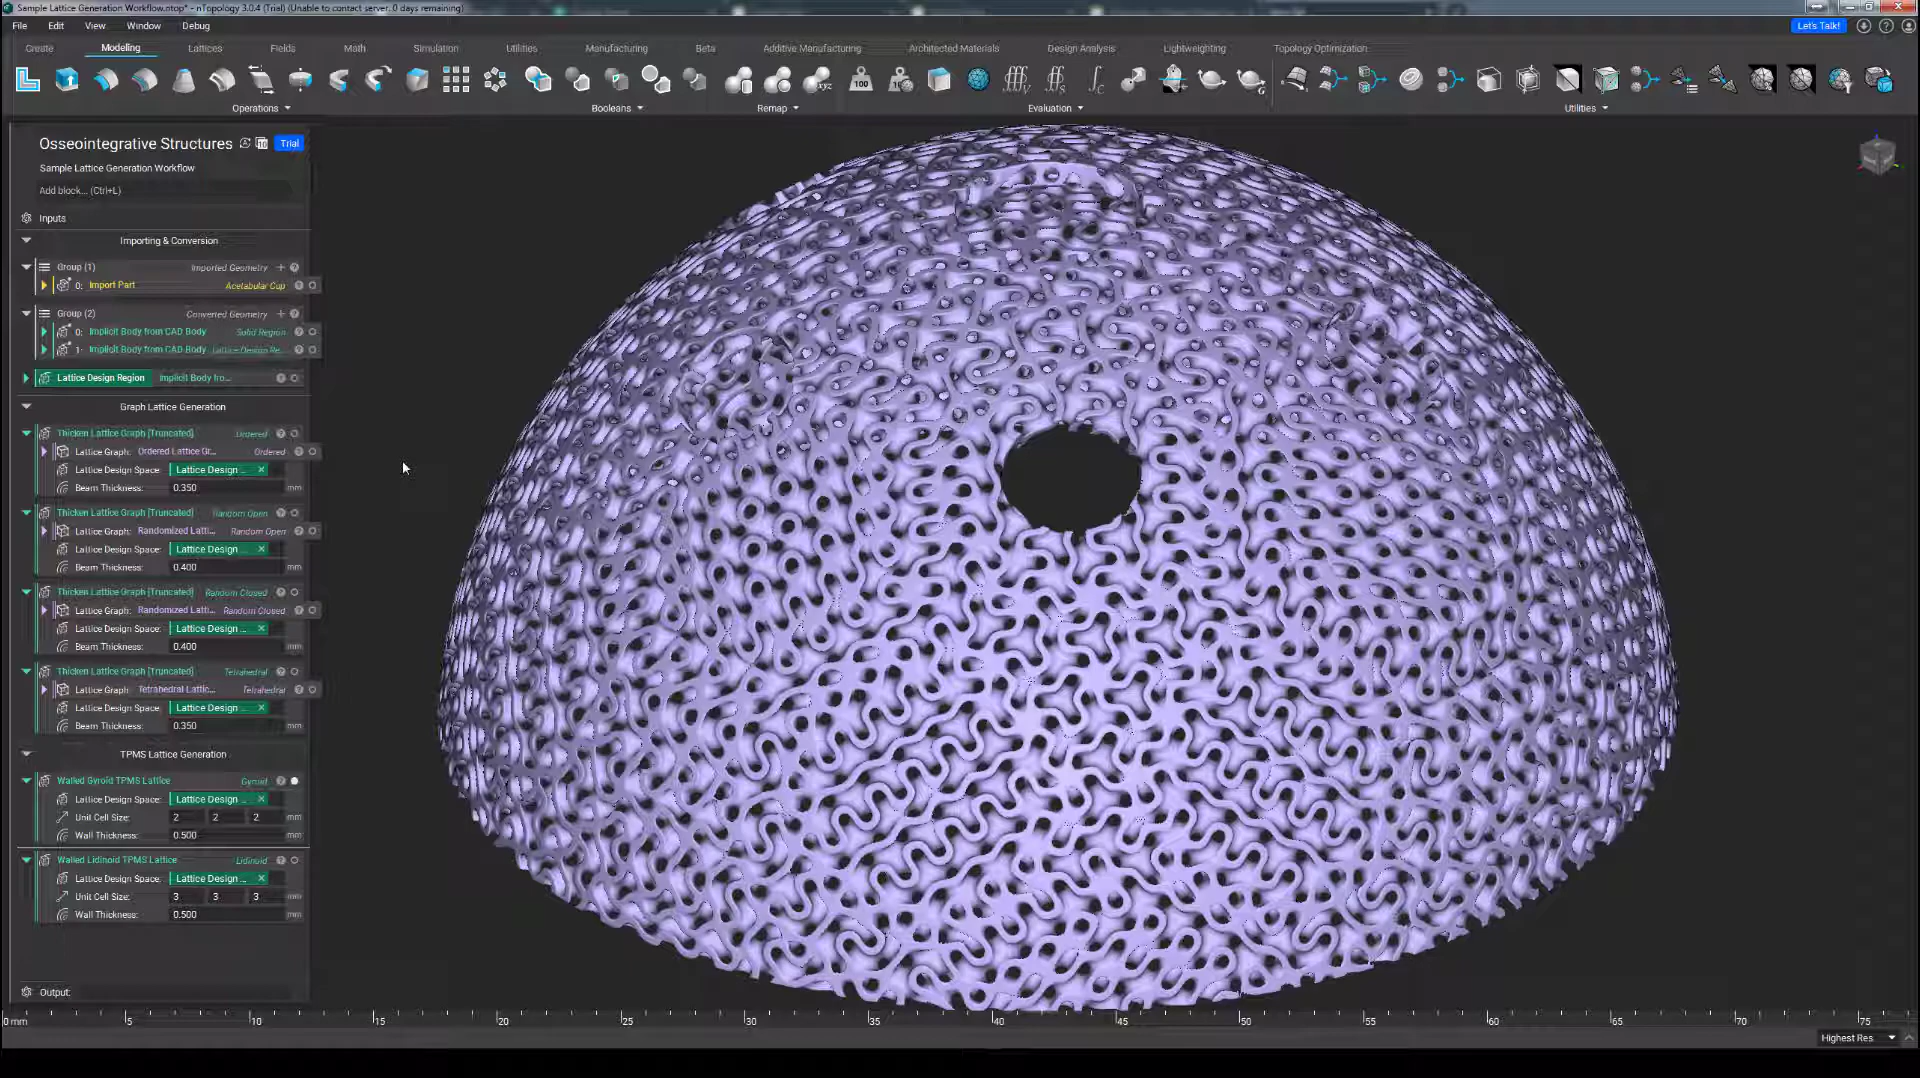 Sample Lattice Generation Workflow.ntop* - nTopology 3.0.4 (Trial) (Unable to contact server: 0 days remaining)
File Edit View Window Debug
Let's Talk!
Create Modeling Lattices Fields Math Simulation Utilities Manufacturing Beta Additive Manufacturing Architected Materials Design Analysis Lightweighting Topology Optimization
Operations Booleans Remap Evaluation Utilities
Osseointegrative Structures Trial
Sample Lattice Generation Workflow
Add block... (Ctrl+L)
Inputs
Importing & Conversion
Group (1) Imported Geometry
0: Import Part Acetabular Cup
Group (2) Converted Geometry
0: Implicit Body from CAD Body Solid Region
1: Implicit Body from CAD Body Lattice Design Re...
Lattice Design Region Implicit Body fro...
Graph Lattice Generation
Thicken Lattice Graph [Truncated] Ordered
Lattice Graph: Ordered Lattice Gr... Ordered
Lattice Design Space: Lattice Design ...
Beam Thickness: 0.350 mm
Thicken Lattice Graph [Truncated] Random Open
Lattice Graph: Randomized Latti... Random Open
Lattice Design Space: Lattice Design ...
Beam Thickness: 0.400 mm
Thicken Lattice Graph [Truncated] Random Closed
Lattice Graph: Randomized Latti... Random Closed
Lattice Design Space: Lattice Design ...
Beam Thickness: 0.400 mm
Thicken Lattice Graph [Truncated] Tetrahedral
Lattice Graph: Tetrahedral Lattic... Tetrahedral
Lattice Design Space: Lattice Design ...
Beam Thickness: 0.350 mm
TPMS Lattice Generation
Walled Gyroid TPMS Lattice Gyroid
Lattice Design Space: Lattice Design ...
Unit Cell Size: 2 2 2 mm
Wall Thickness: 0.500 mm
Walled Lidinoid TPMS Lattice Lidinoid
Lattice Design Space: Lattice Design ...
Unit Cell Size: 3 3 3 mm
Wall Thickness: 0.500 mm
Output:
0 mm 5 10 15 20 25 30 35 40 45 50 55 60 65 70 75
Highest Res